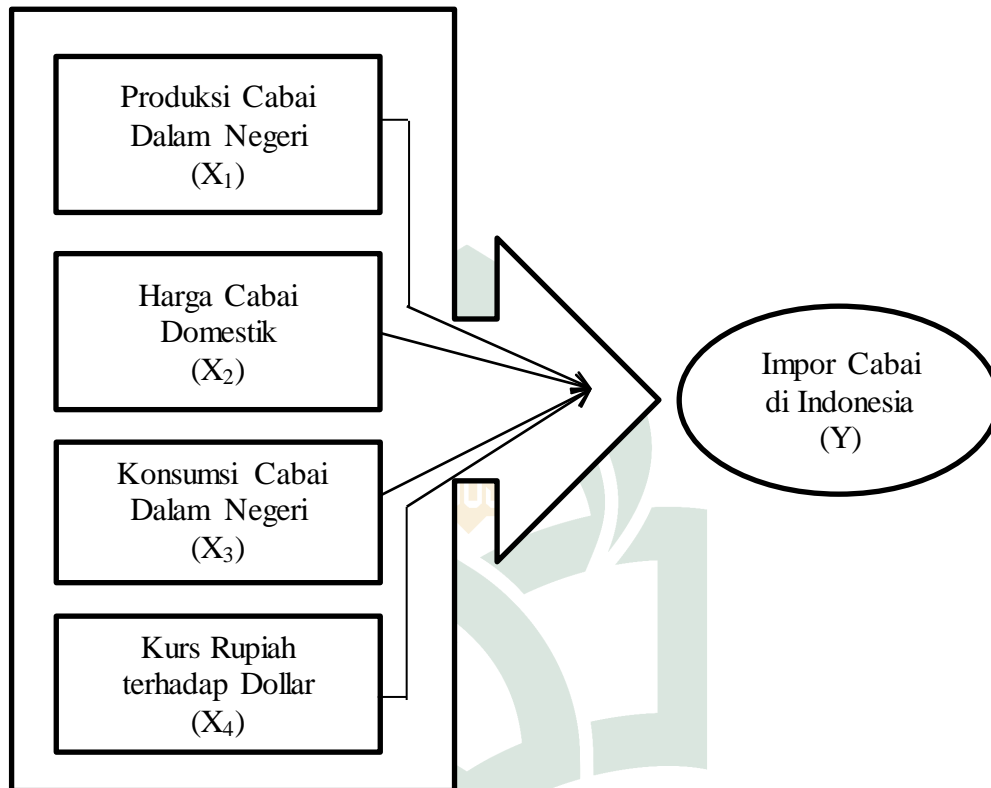 Produksi Cabai
Dalam Negeri
(X₁)
Harga Cabai
Domestik
(X₂)
Konsumsi Cabai
Dalam Negeri
(X₃)
Kurs Rupiah
terhadap Dollar
(X₄)
Impor Cabai
di Indonesia
(Y)